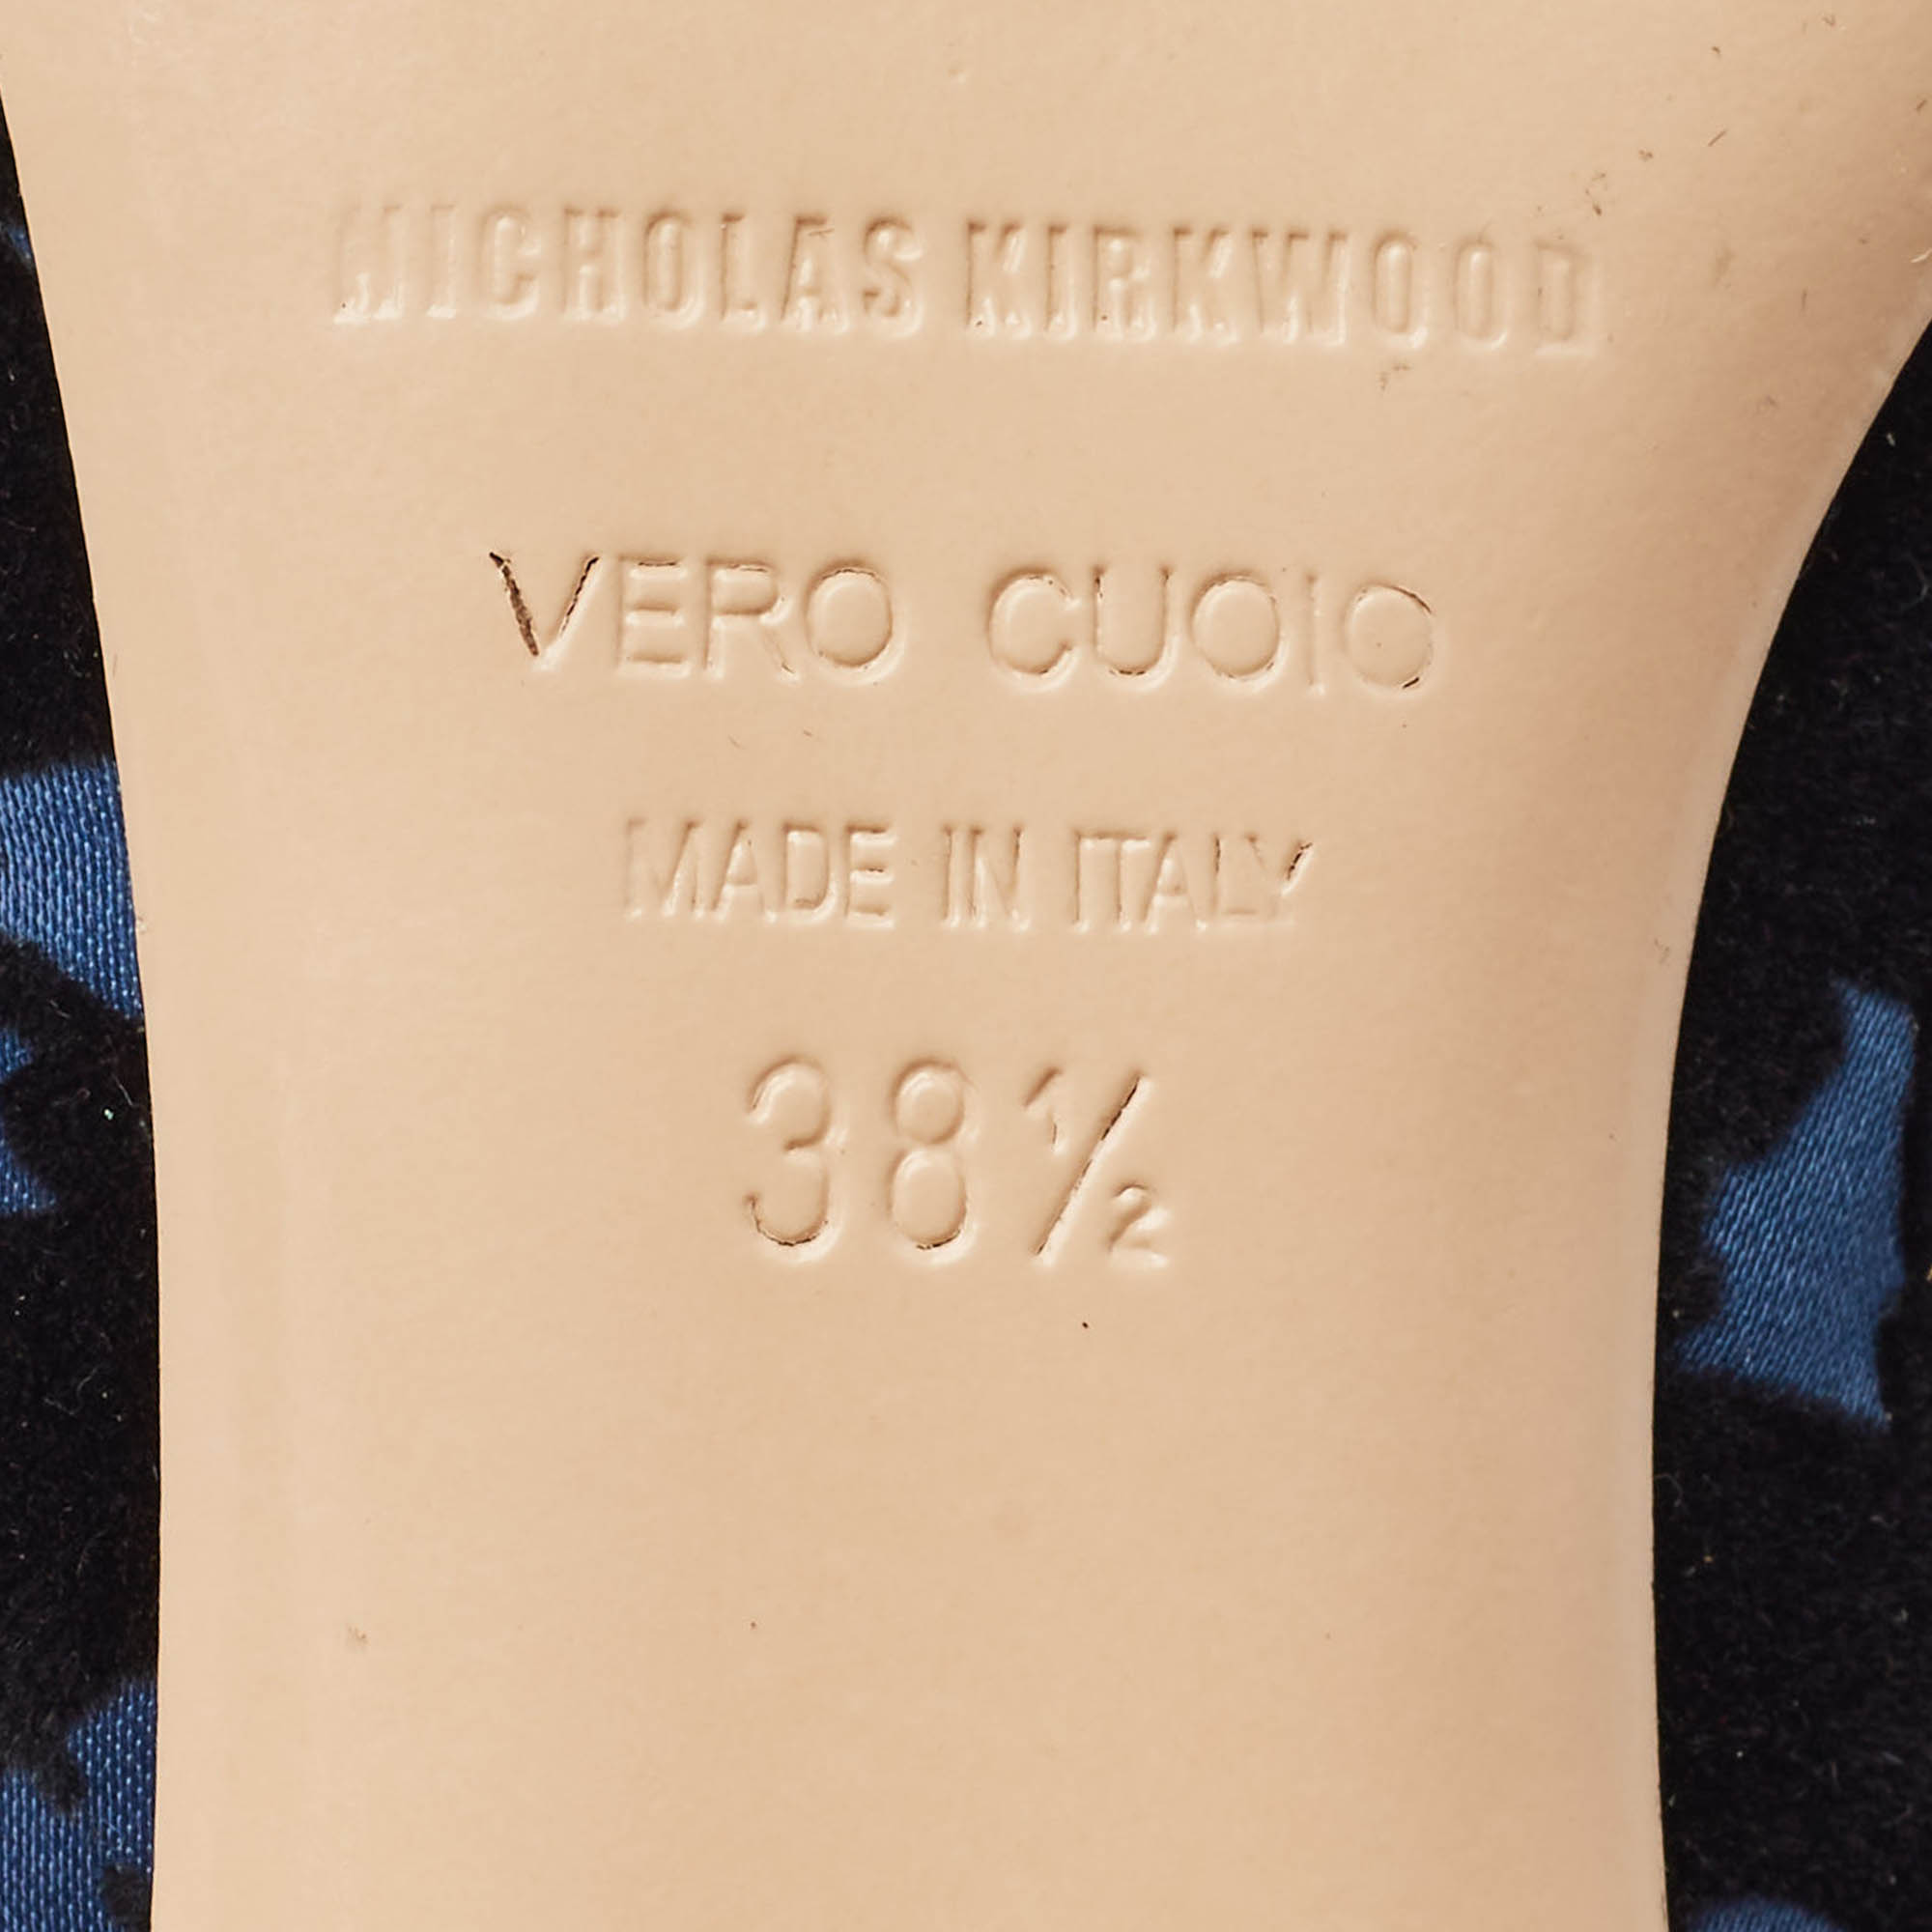 NICHOLAS KIRKWOOD
VERO CUOIO
MADE IN ITALY
38½